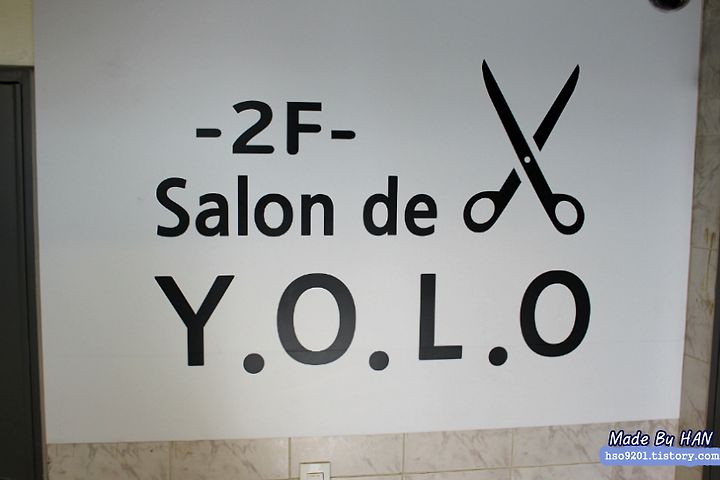 -2F-
Salon de
Y.O.L.O
Made By HAN
hso9201.tistory.com